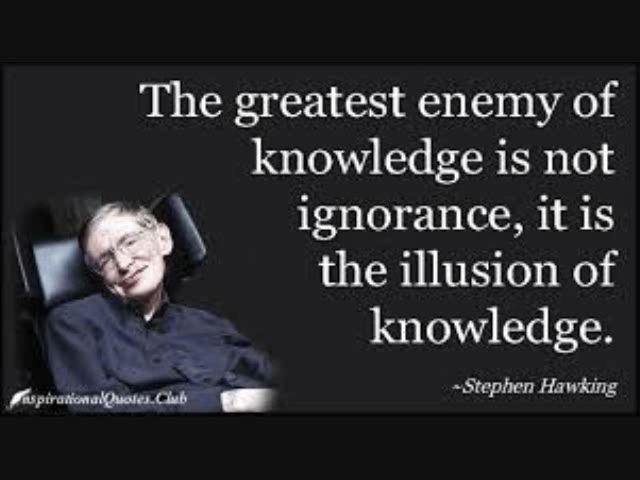 The greatest enemy of
knowledge is not
ignorance, it is
the illusion of
knowledge.
~Stephen Hawking
InspirationalQuotes.Club